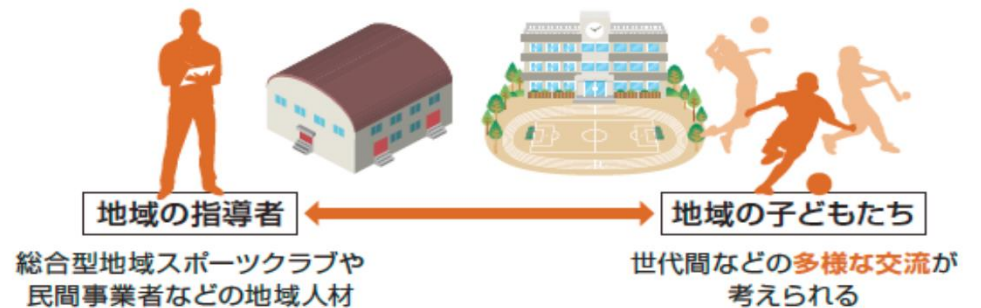 地域の指導者
総合型地域スポーツクラブや
民間事業者などの地域人材
地域の子どもたち
世代間などの多様な交流が
考えられる